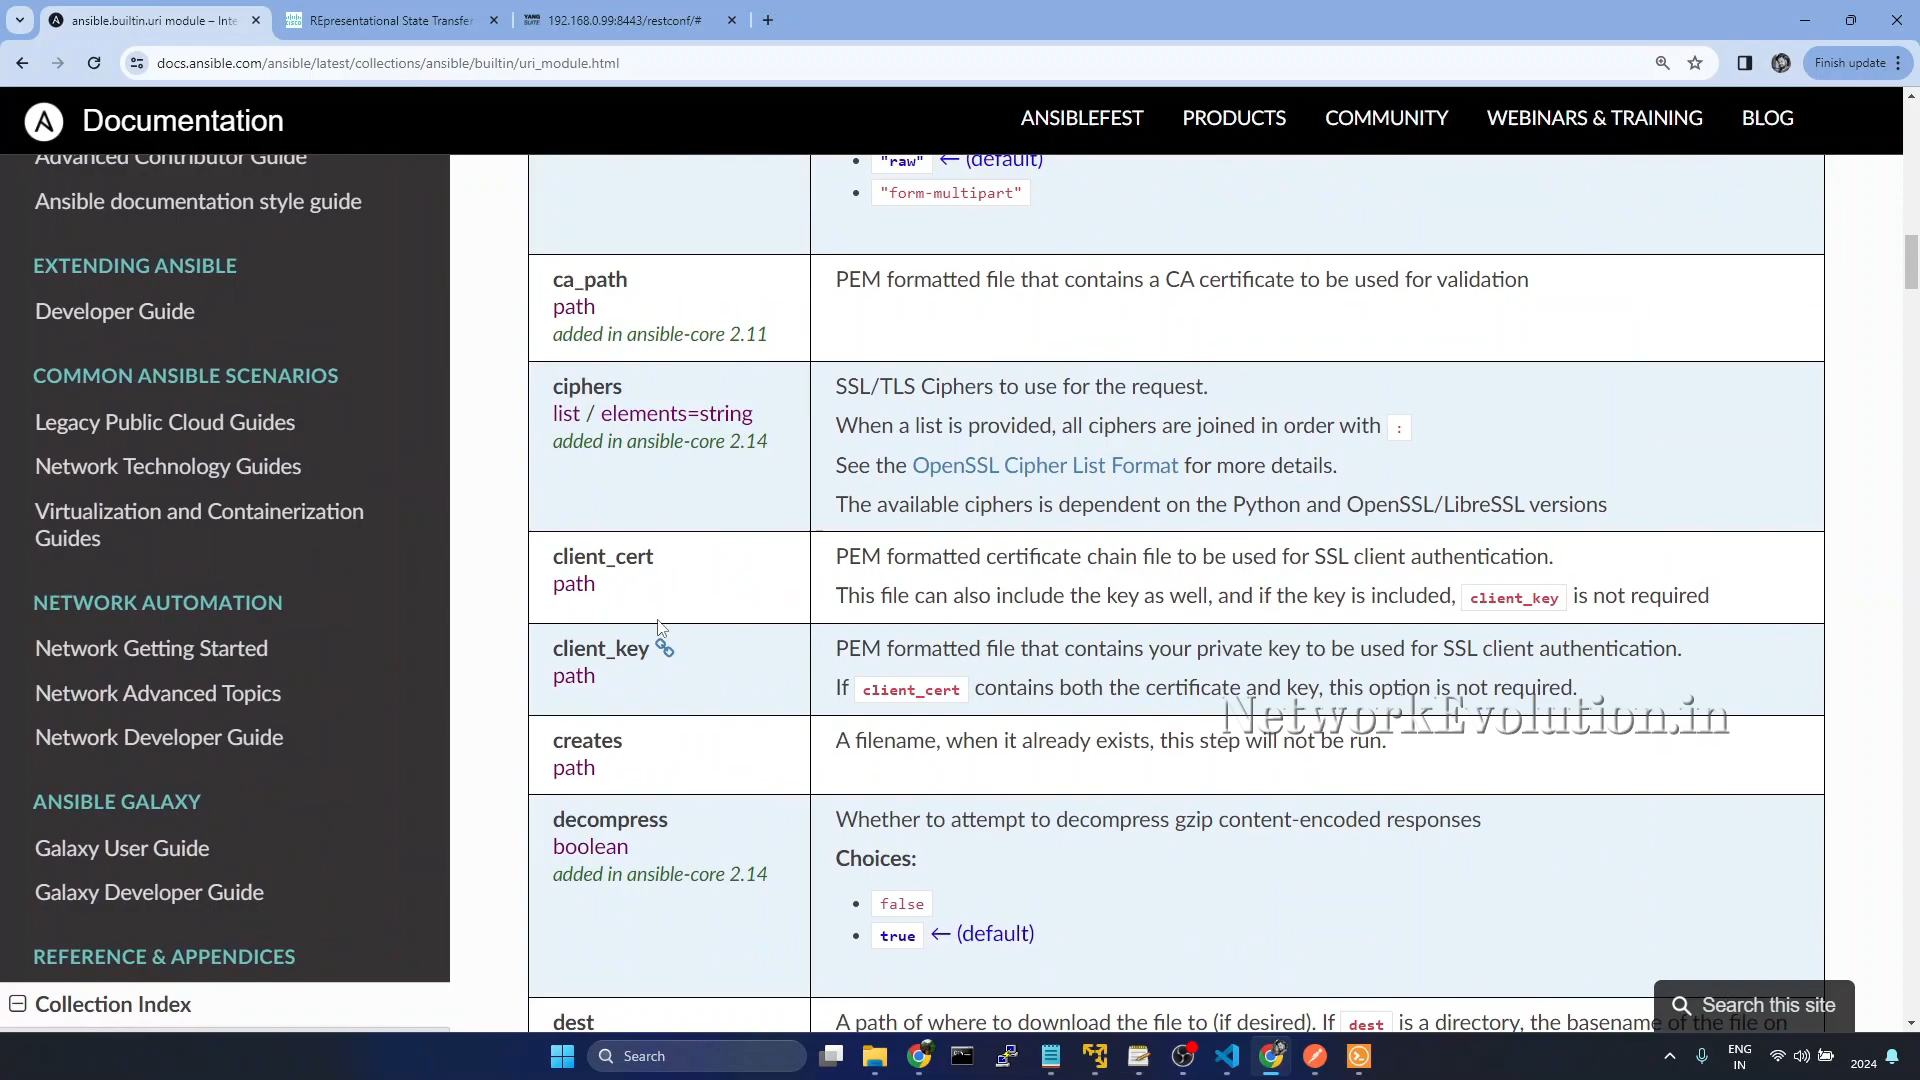 ansible.builtin.uri module – Inte
REpresentational State Transfer
YANG SUITE
192.168.0.99:8443/restconf/#
docs.ansible.com/ansible/latest/collections/ansible/builtin/uri_module.html
Finish update
Documentation
ANSIBLEFEST
PRODUCTS
COMMUNITY
WEBINARS & TRAINING
BLOG
Advanced Contributor Guide
Ansible documentation style guide
EXTENDING ANSIBLE
Developer Guide
COMMON ANSIBLE SCENARIOS
Legacy Public Cloud Guides
Network Technology Guides
Virtualization and Containerization
Guides
NETWORK AUTOMATION
Network Getting Started
Network Advanced Topics
Network Developer Guide
ANSIBLE GALAXY
Galaxy User Guide
Galaxy Developer Guide
REFERENCE & APPENDICES
Collection Index
"raw" ← (default)
"form-multipart"
ca_path
path
added in ansible-core 2.11
PEM formatted file that contains a CA certificate to be used for validation
ciphers
list / elements=string
added in ansible-core 2.14
SSL/TLS Ciphers to use for the request.
When a list is provided, all ciphers are joined in order with :
See the OpenSSL Cipher List Format for more details.
The available ciphers is dependent on the Python and OpenSSL/LibreSSL versions
client_cert
path
PEM formatted certificate chain file to be used for SSL client authentication.
This file can also include the key as well, and if the key is included, client_key is not required
client_key
path
PEM formatted file that contains your private key to be used for SSL client authentication.
If client_cert contains both the certificate and key, this option is not required.
NetworkEvolution.in
creates
path
A filename, when it already exists, this step will not be run.
decompress
boolean
added in ansible-core 2.14
Whether to attempt to decompress gzip content-encoded responses
Choices:
false
true ← (default)
dest
A path of where to download the file to (if desired). If dest is a directory, the basename of the file on
Search this site
Search
ENG
IN
2024